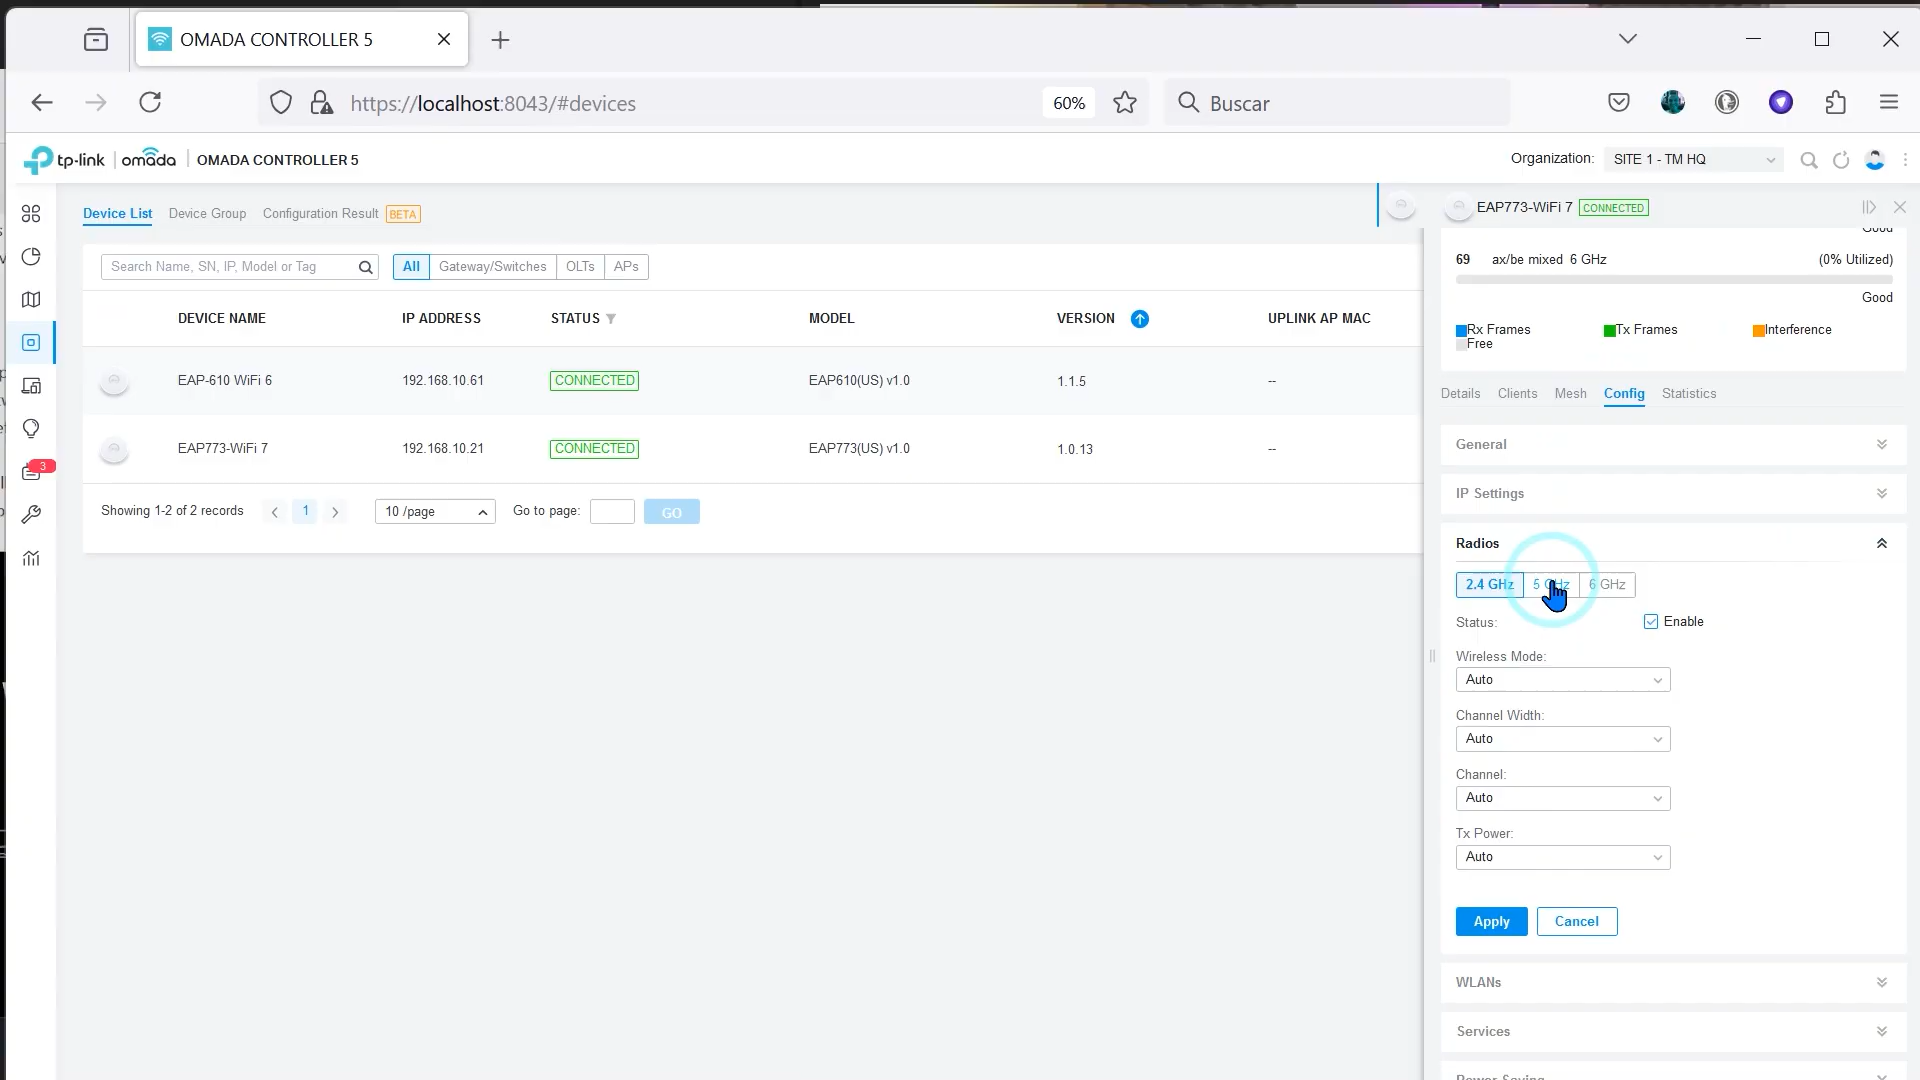 OMADA CONTROLLER 5
https://localhost:8043/#devices
60%
Buscar
tp-link | omada | OMADA CONTROLLER 5
Organization: SITE 1 - TM HQ
Device List Device Group Configuration Result BETA
Search Name, SN, IP, Model or Tag All Gateway/Switches OLTs APs
DEVICE NAME IP ADDRESS STATUS MODEL VERSION UPLINK AP MAC
EAP-610 WiFi 6 192.168.10.61 CONNECTED EAP610(US) v1.0 1.1.5 --
EAP773-WiFi 7 192.168.10.21 CONNECTED EAP773(US) v1.0 1.0.13 --
Showing 1-2 of 2 records 1 10 /page Go to page: GO
3
EAP773-WiFi 7 CONNECTED
Good
69 ax/be mixed 6 GHz (0% Utilized)
Good
Rx Frames Tx Frames Interference
Free
Details Clients Mesh Config Statistics
General
IP Settings
Radios
2.4 GHz 5 GHz 6 GHz
Status: Enable
Wireless Mode:
Auto
Channel Width:
Auto
Channel:
Auto
Tx Power:
Auto
Apply Cancel
WLANs
Services
Power Saving